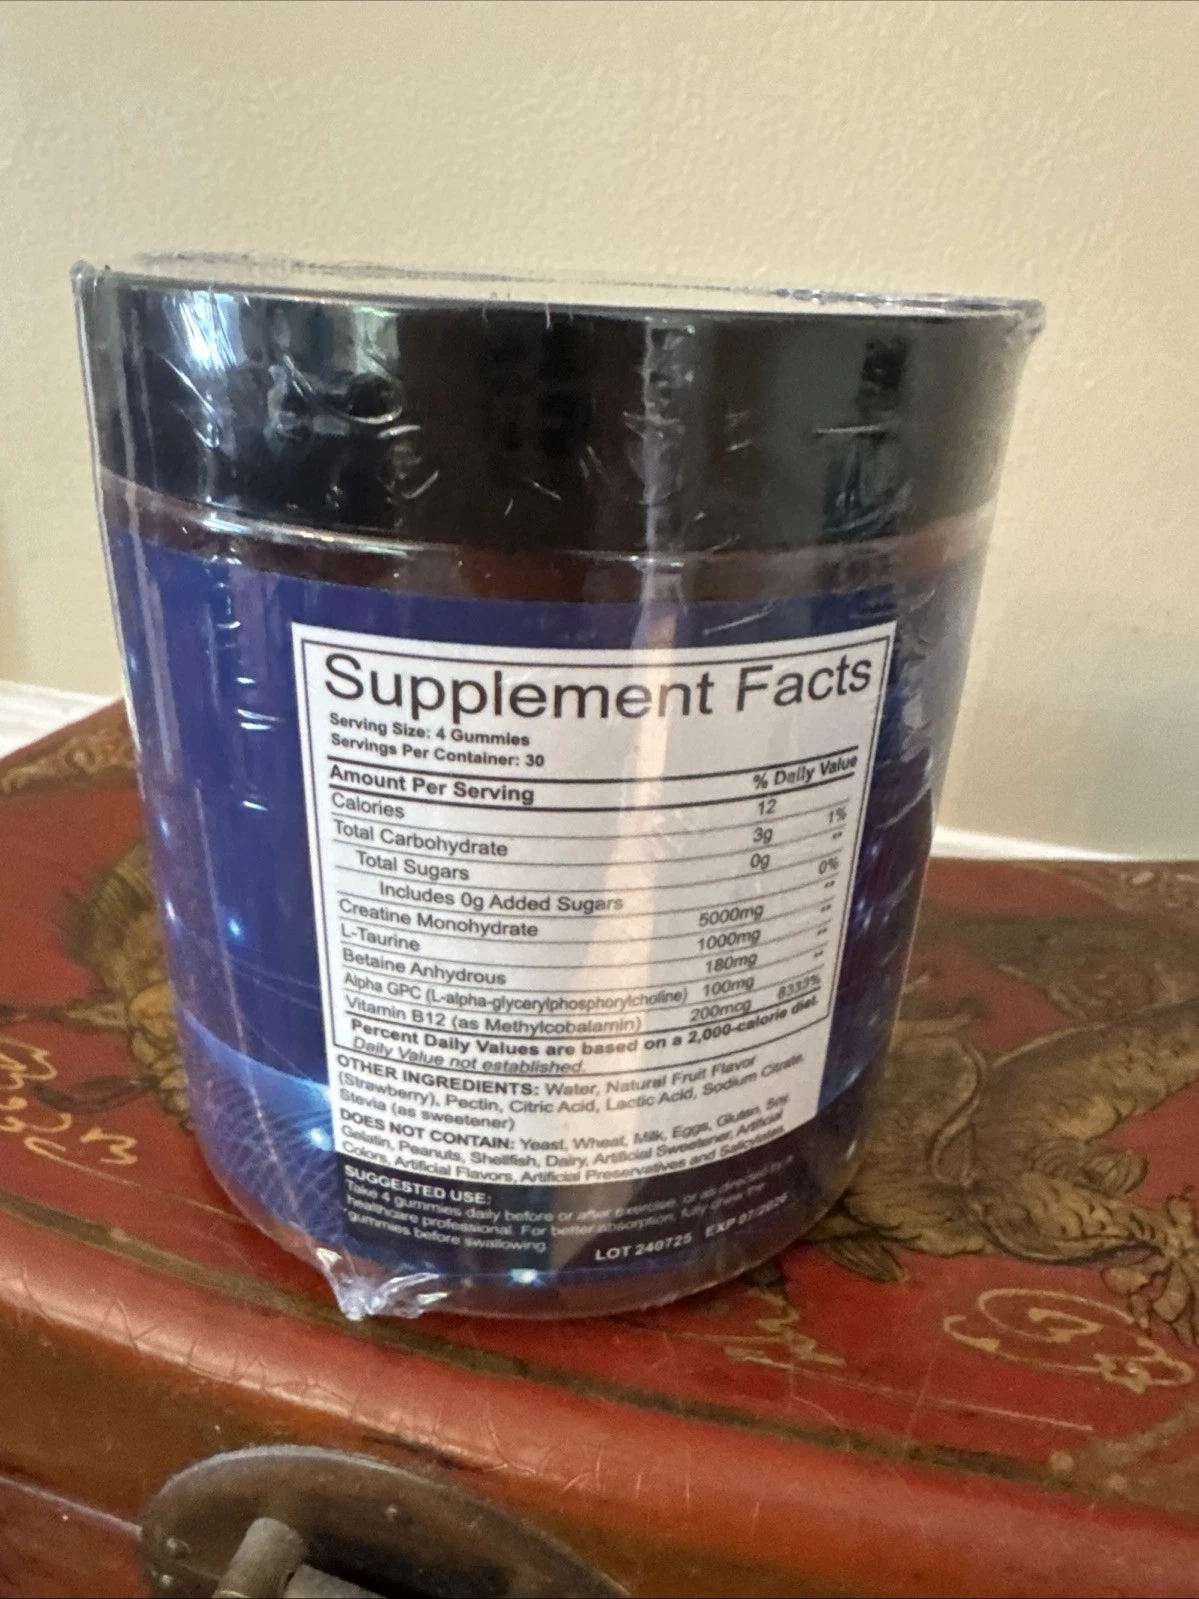 Supplement Facts
Serving Size: 4 Gummies
Servings Per Container: 30
Amount Per Serving % Daily Value
Calories 12
Total Carbohydrate 3g 1%
Total Sugars 0g **
Includes 0g Added Sugars 0%
Creatine Monohydrate 5000mg **
L-Taurine 1000mg **
Betaine Anhydrous 180mg **
Alpha GPC (L-alpha-glycerylphosphorylcholine) 100mg **
Vitamin B12 (as Methylcobalamin) 200mcg 8333%
Percent Daily Values are based on a 2,000-calorie diet.
Daily Value not established.
OTHER INGREDIENTS: Water, Natural Fruit Flavor
(Strawberry), Pectin, Citric Acid, Lactic Acid, Sodium Citrate,
Stevia (as sweetener)
DOES NOT CONTAIN: Yeast, Wheat, Milk, Eggs, Gluten, Soy,
Gelatin, Peanuts, Shellfish, Dairy, Artificial Sweetener, Artificial
Colors, Artificial Flavors, Artificial Preservatives and Salicylates.
SUGGESTED USE:
Take 4 gummies daily before or after exercise, or as directed by a
healthcare professional. For better absorption, fully chew the
gummies before swallowing.
LOT 240725 EXP 07/2026